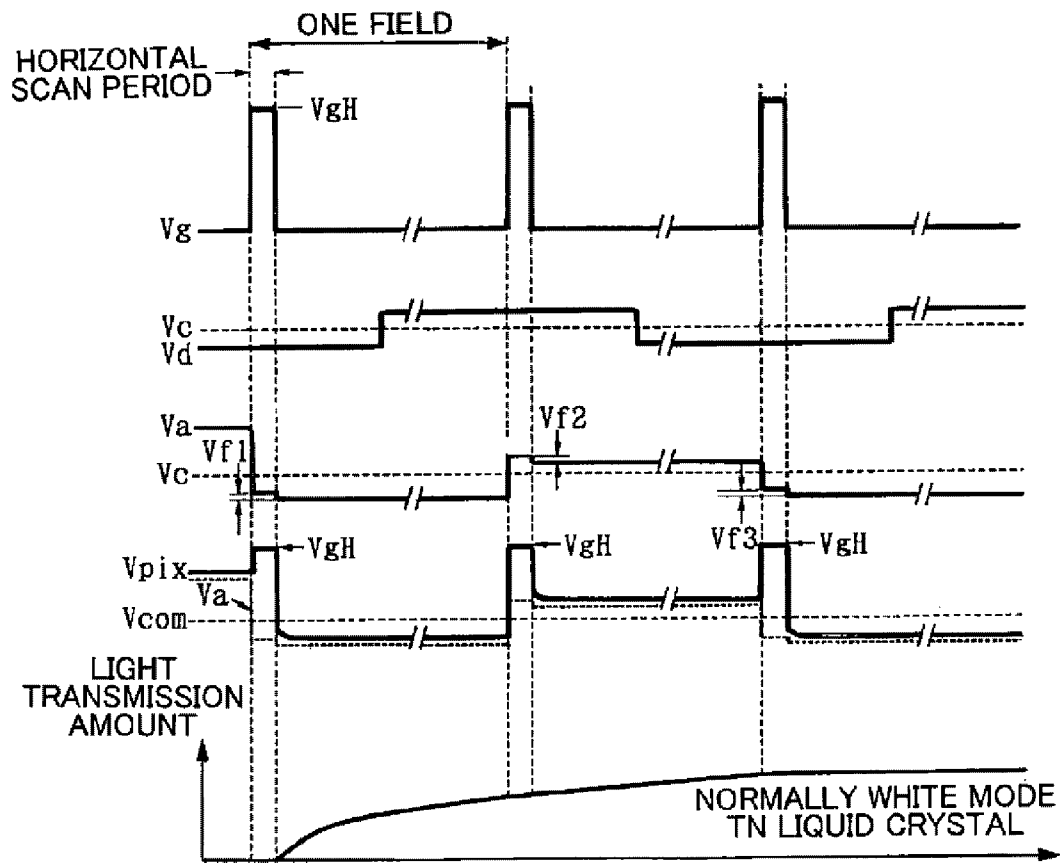 ONE FIELD
HORIZONTAL
SCAN PERIOD
VgH
Vg
Vc
Vd
Va
Vf1
Vf2
Vc
Vf3
VgH
VgH
VgH
Vpix
Va
Vcom
LIGHT
TRANSMISSION
AMOUNT
NORMALLY WHITE MODE
TN LIQUID CRYSTAL